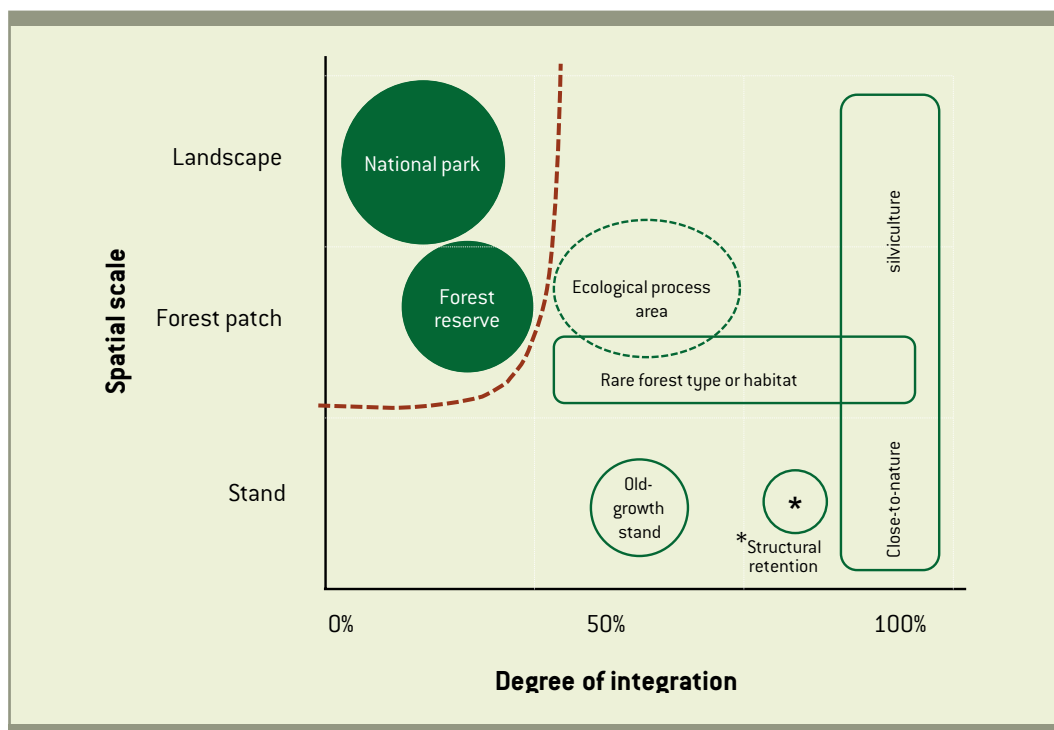 Landscape
National park
silviculture
Spatial scale
Forest patch
Forest
reserve
Ecological process
area
Rare forest type or habitat
Stand
Old-
growth
stand
*
*Structural
retention
Close-to-nature
0%
50%
100%
Degree of integration